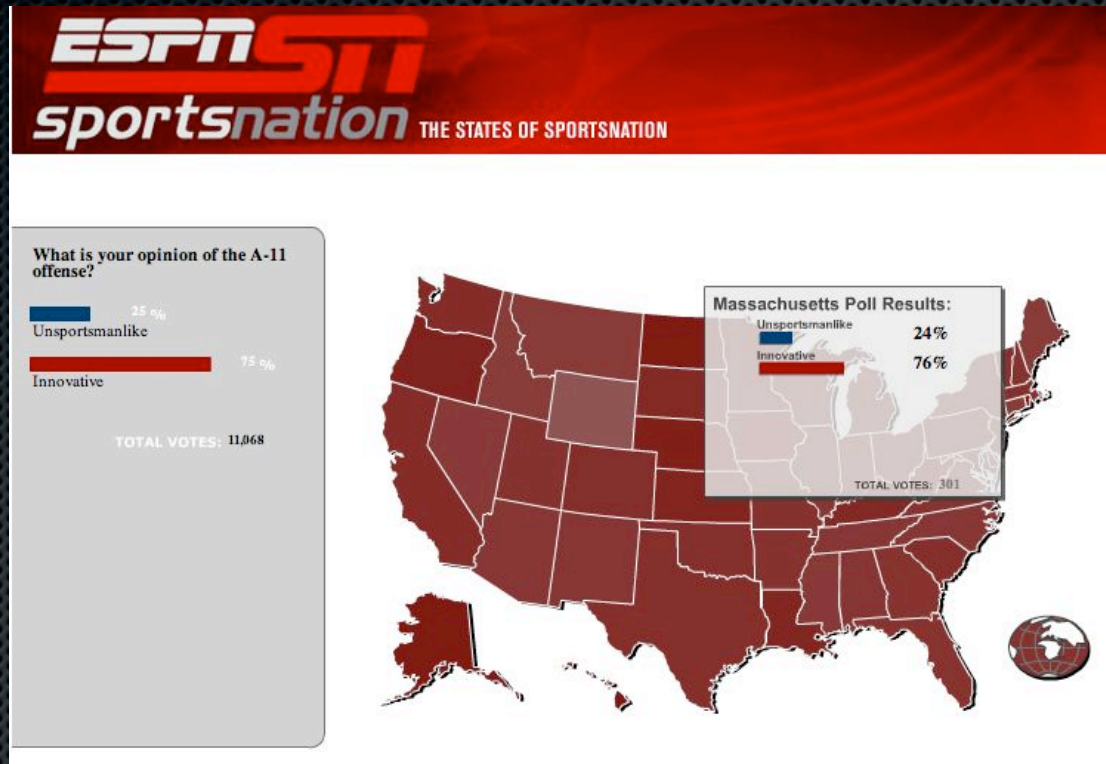 ESPN SN
sportsnation THE STATES OF SPORTSNATION
What is your opinion of the A-11
offense?
25 %
Unsportsmanlike
75 %
Innovative
TOTAL VOTES: 11,068
Massachusetts Poll Results:
Unsportsmanlike 24%
Innovative 76%
TOTAL VOTES: 301